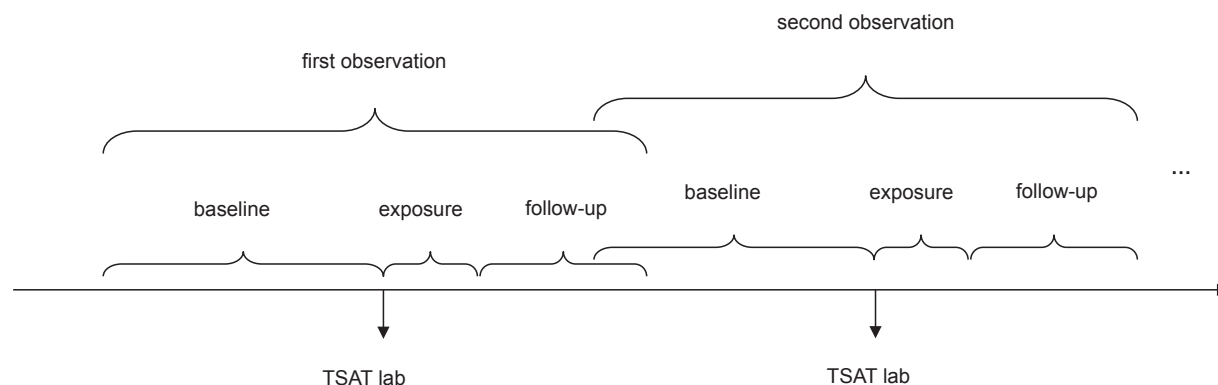 second observation
first observation
...
baseline exposure follow-up
baseline exposure follow-up
TSAT lab
TSAT lab